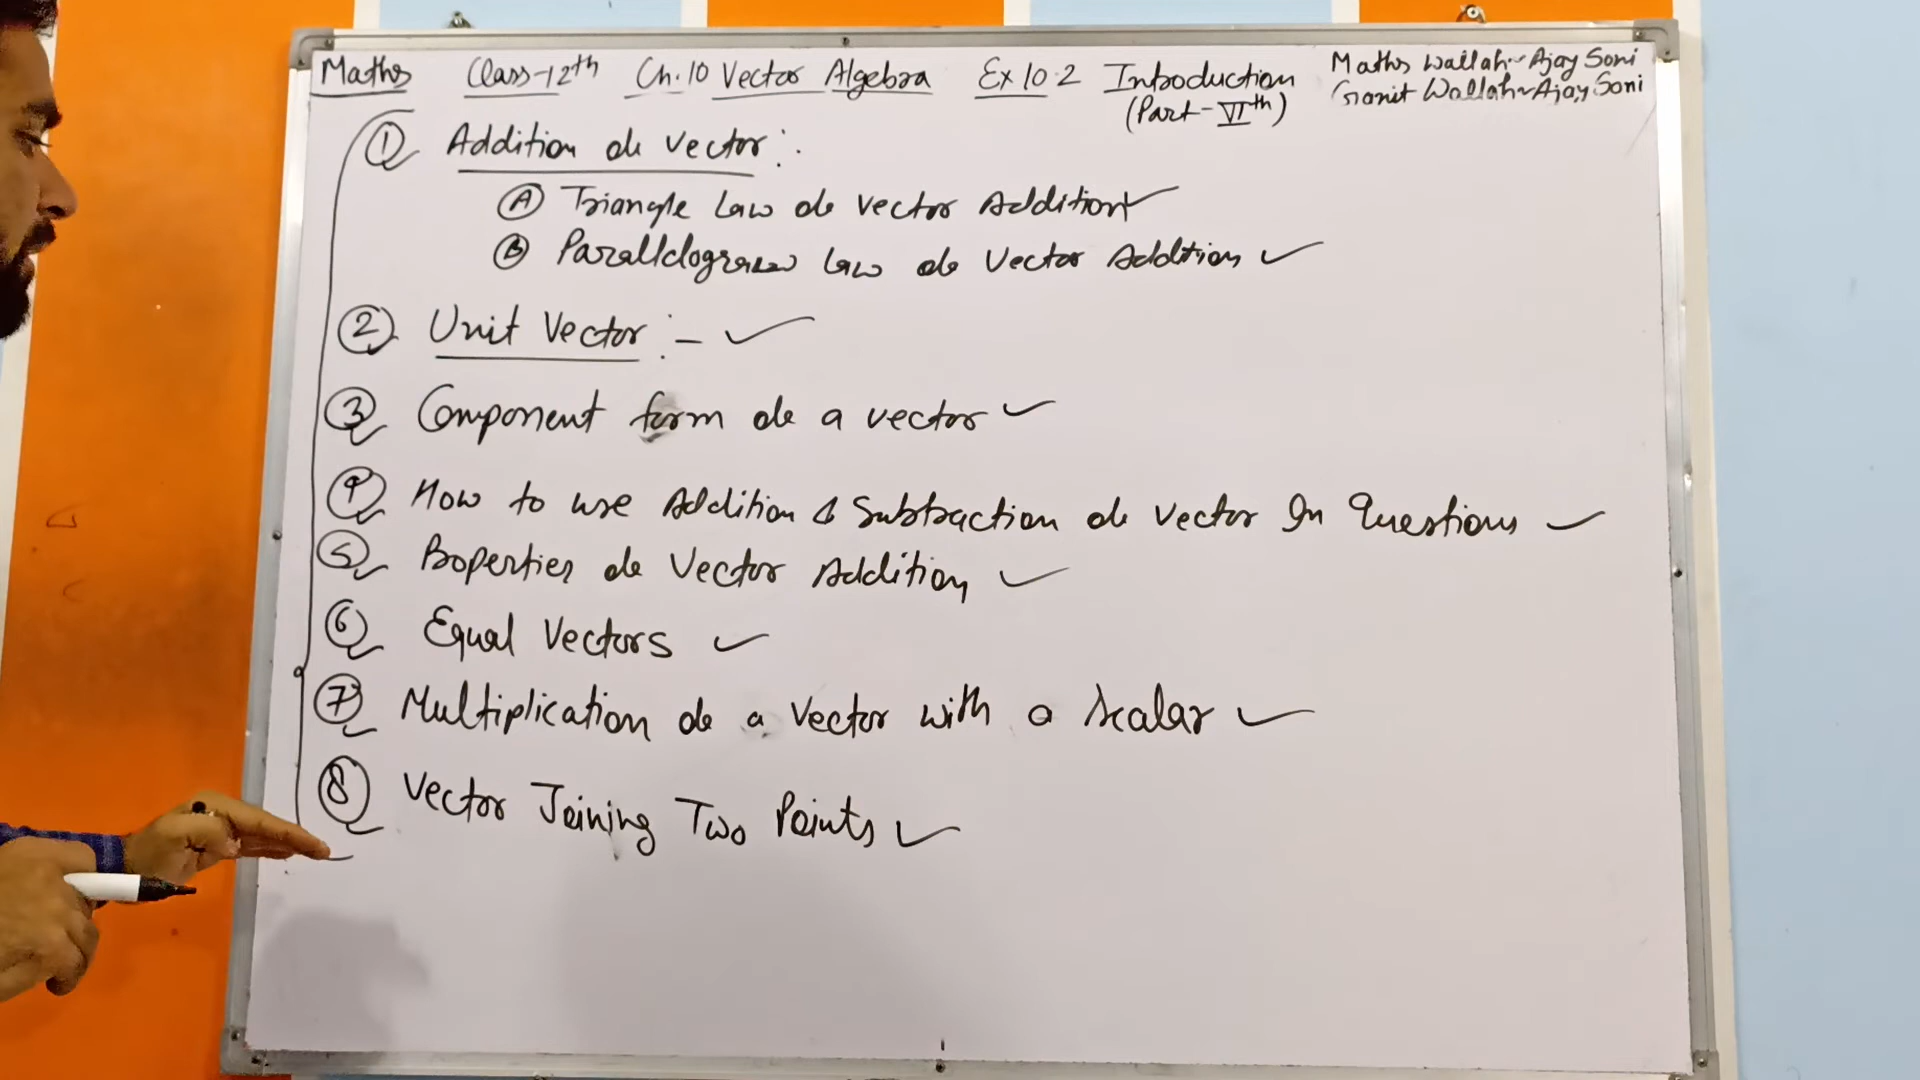 Maths Class-12th Ch.10 Vector Algebra Ex 10.2 Introduction (Part-VIth)
Maths Wallah~Ajay Soni
Ganit Wallah~Ajay Soni
① Addition of Vector:.
Ⓐ Triangle Law of Vector Addition ✓
Ⓑ Parallelogram Law of Vector Addition ✓
② Unit Vector :- ✓
③ Component form of a vector ✓
④ How to use Addition & Subtraction of Vector In Questions ✓
⑤ Properties of Vector Addition ✓
⑥ Equal Vectors ✓
⑦ Multiplication of a Vector with a Scalar ✓
⑧ Vector Joining Two Points ✓